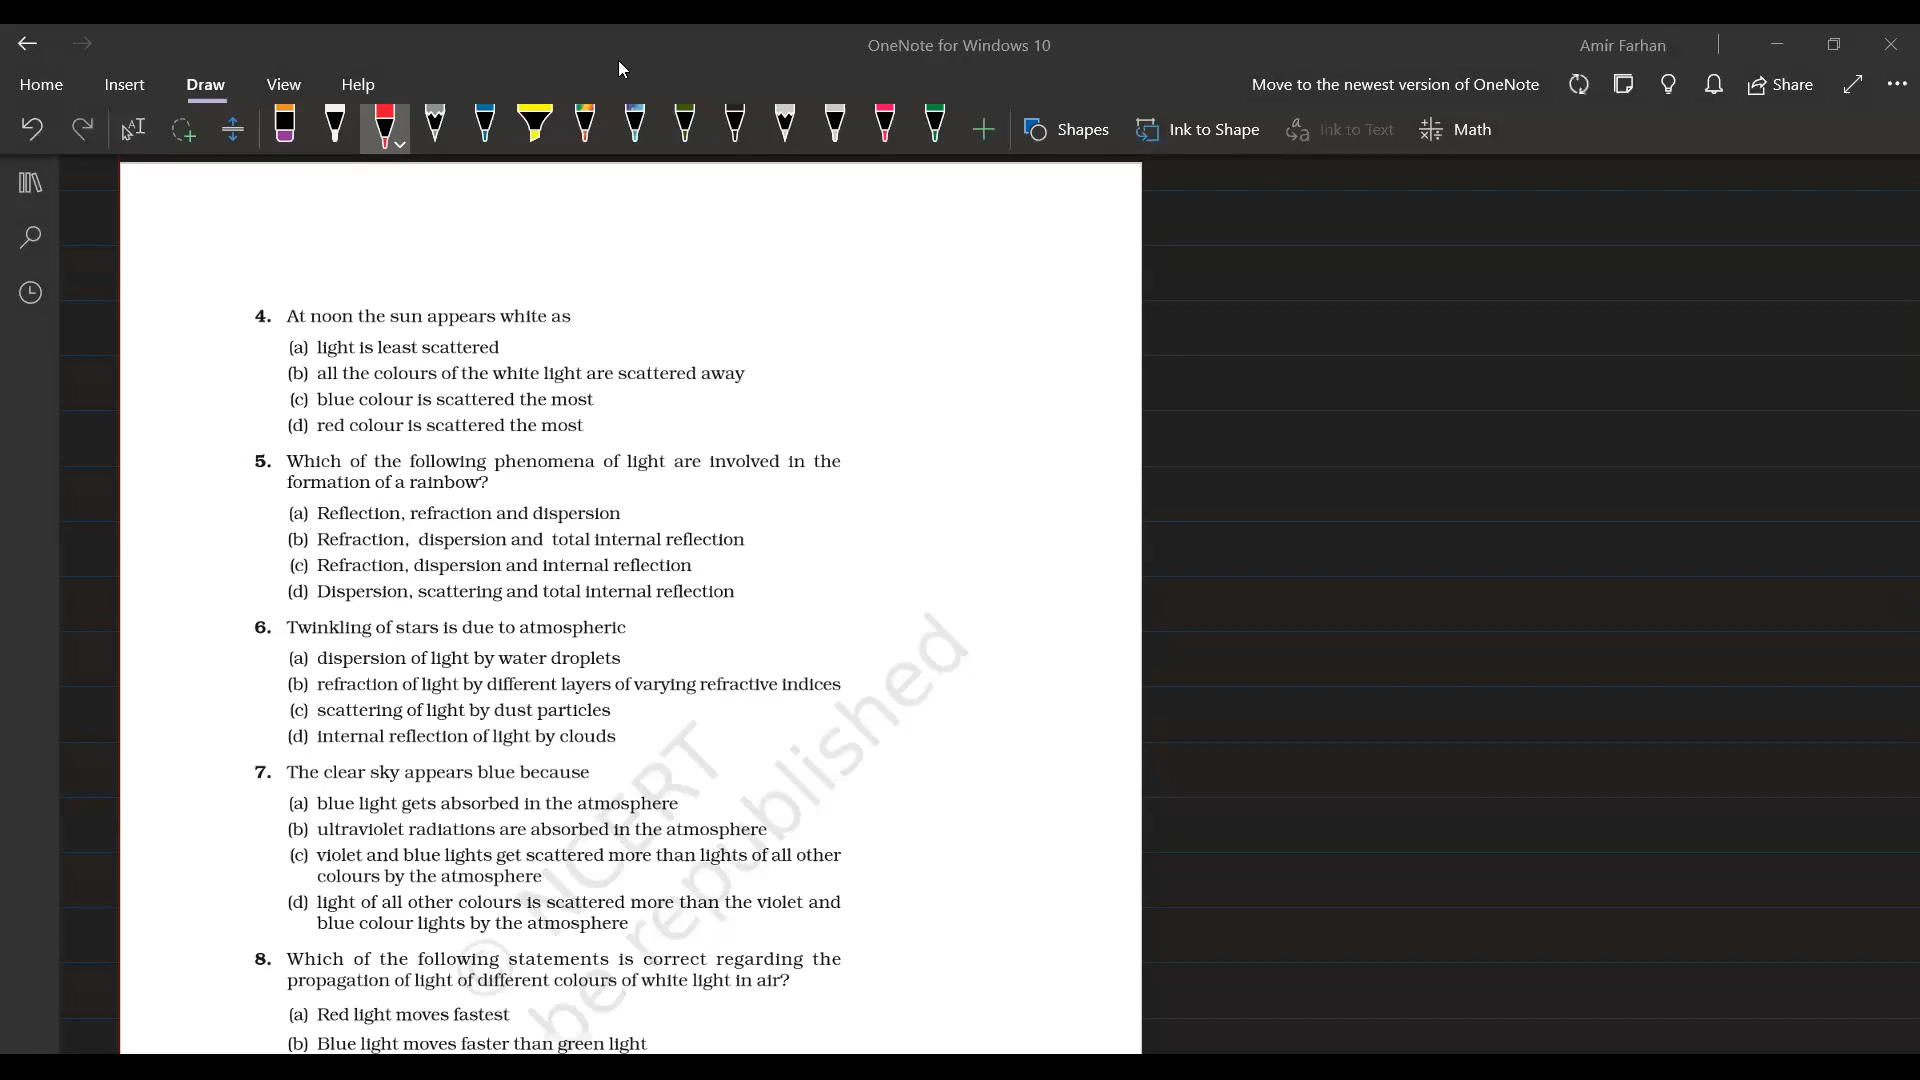 OneNote for Windows 10
Amir Farhan
Home Insert Draw View Help
Move to the newest version of OneNote
Share
Shapes Ink to Shape Ink to Text Math
4. At noon the sun appears white as
(a) light is least scattered
(b) all the colours of the white light are scattered away
(c) blue colour is scattered the most
(d) red colour is scattered the most
5. Which of the following phenomena of light are involved in the
formation of a rainbow?
(a) Reflection, refraction and dispersion
(b) Refraction, dispersion and total internal reflection
(c) Refraction, dispersion and internal reflection
(d) Dispersion, scattering and total internal reflection
6. Twinkling of stars is due to atmospheric
(a) dispersion of light by water droplets
(b) refraction of light by different layers of varying refractive indices
(c) scattering of light by dust particles
(d) internal reflection of light by clouds
7. The clear sky appears blue because
(a) blue light gets absorbed in the atmosphere
(b) ultraviolet radiations are absorbed in the atmosphere
(c) violet and blue lights get scattered more than lights of all other
colours by the atmosphere
(d) light of all other colours is scattered more than the violet and
blue colour lights by the atmosphere
8. Which of the following statements is correct regarding the
propagation of light of different colours of white light in air?
(a) Red light moves fastest
(b) Blue light moves faster than green light
© NCERT
be republished